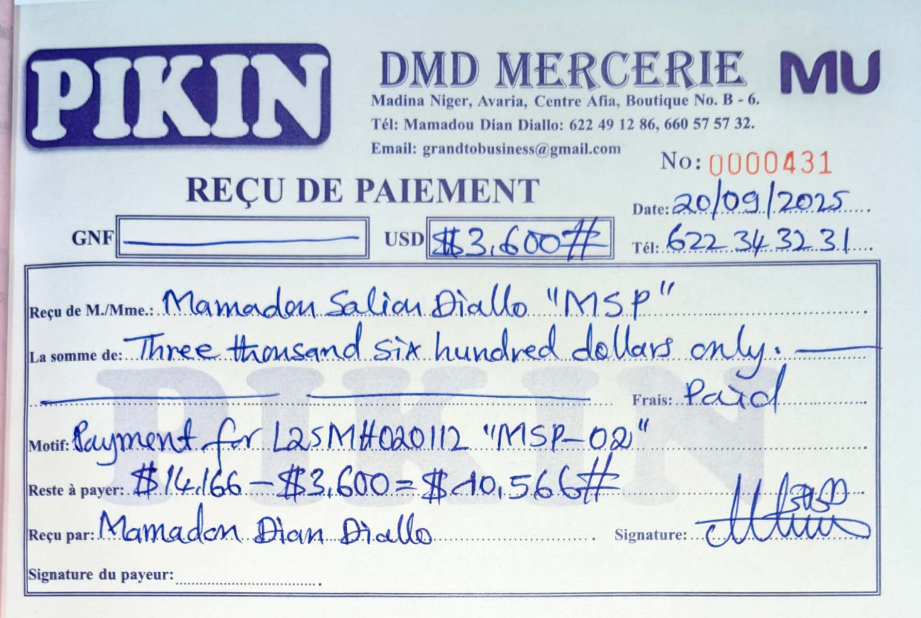 PIKIN
DMD MERCERIE MU
Madina Niger, Avaria, Centre Afia, Boutique No. B - 6.
Tél: Mamadou Dian Diallo: 622 49 12 86, 660 57 57 32.
Email: grandtobusiness@gmail.com
No: 0000431
REÇU DE PAIEMENT
Date: 20/09/2025
GNF USD $3,600#
Tél: 622 34 32 31
Reçu de M./Mme.: Mamadou Saliou Diallo "MSP"
La somme de: Three thousand six hundred dollars only.
Frais: Paid
Motif: Payment for L25M#020112 "MSP-02"
Reste à payer: $14,166 - $3,600 = $10,566#
Reçu par: Mamadou Dian Diallo Signature:
Signature du payeur:
PIKIN